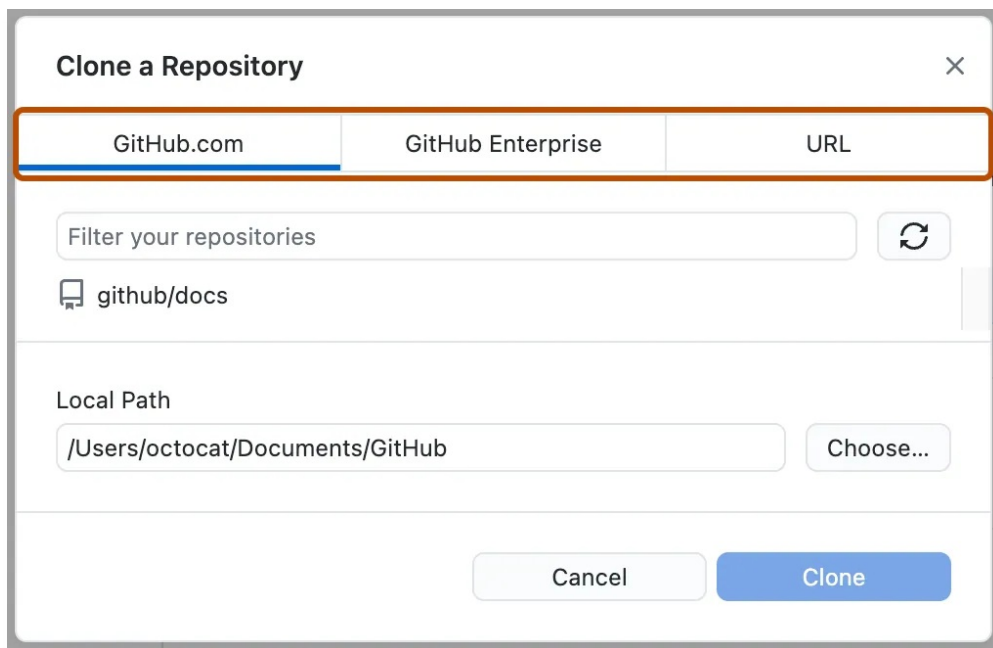 Clone a Repository
GitHub.com GitHub Enterprise URL
Filter your repositories
github/docs
Local Path
/Users/octocat/Documents/GitHub Choose...
Cancel Clone